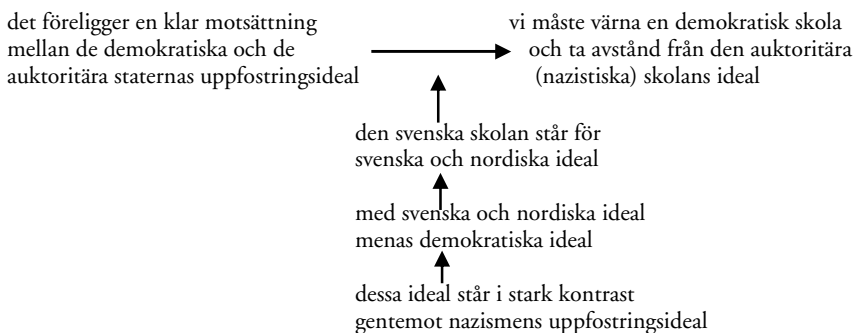 det föreligger en klar motsättning
mellan de demokratiska och de
auktoritära staternas uppfostringsideal
vi måste värna en demokratisk skola
och ta avstånd från den auktoritära
(nazistiska) skolans ideal
den svenska skolan står för
svenska och nordiska ideal
med svenska och nordiska ideal
menas demokratiska ideal
dessa ideal står i stark kontrast
gentemot nazismens uppfostringsideal